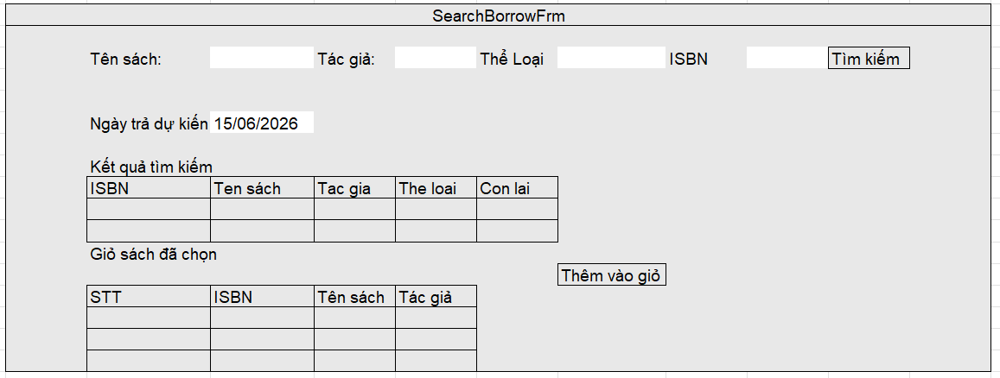 SearchBorrowFrm
Tên sách: Tác giả: Thể Loại ISBN Tìm kiếm
Ngày trả dự kiến 15/06/2026
Kết quả tìm kiếm
ISBN Ten sách Tac gia The loai Con lai
Giỏ sách đã chọn
Thêm vào giỏ
STT ISBN Tên sách Tác giả